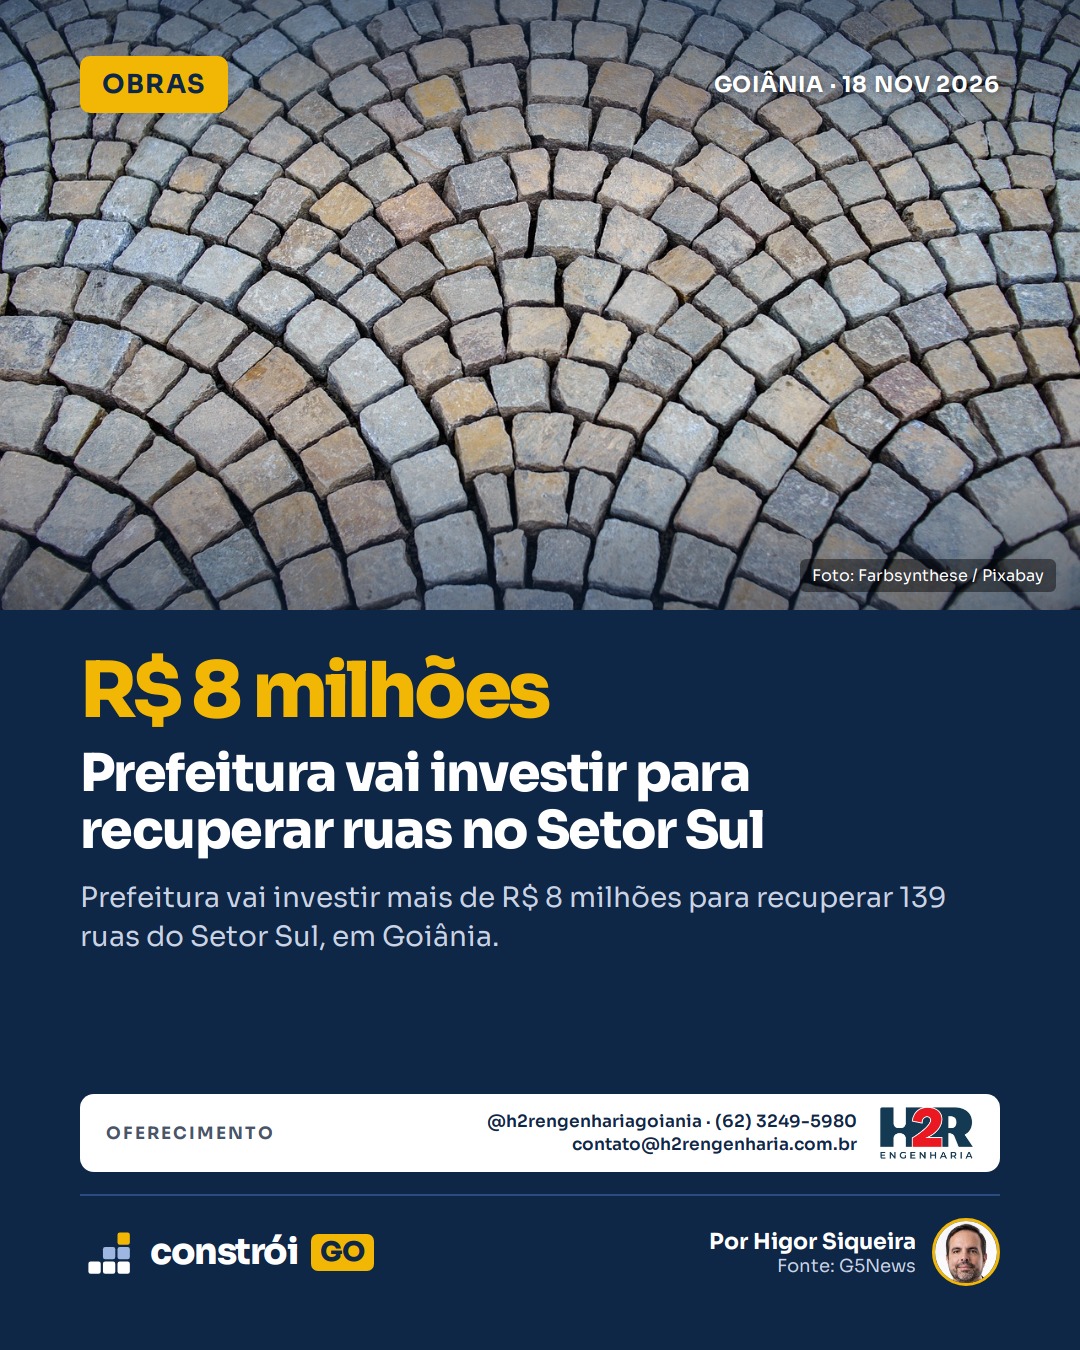 OBRAS
GOIÂNIA · 18 NOV 2026
Foto: Farbsynthese / Pixabay
R$ 8 milhões
Prefeitura vai investir para
recuperar ruas no Setor Sul
Prefeitura vai investir mais de R$ 8 milhões para recuperar 139
ruas do Setor Sul, em Goiânia.
OFERECIMENTO
@h2rengenhariagoiania · (62) 3249-5980
contato@h2rengenharia.com.br
H2R
ENGENHARIA
constrói GO
Por Higor Siqueira
Fonte: G5News